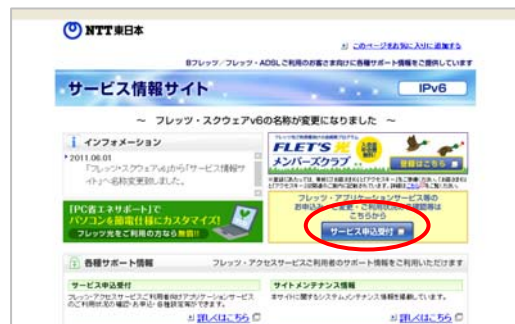 NTT東日本
このページをお気に入りに追加する
Bフレッツ/フレッツ・ADSLご利用のお客さま向けに各種サポート情報をご提供しています
サービス情報サイト
IPv6
～ フレッツ・スクウェアv6の名称が変更になりました ～
インフォメーション
2011.06.01
「フレッツ・スクウェアv6」から「サービス情報サイト」へ名称変更致しました。
FLET'S 光
メンバーズクラブ
登録はこちら
フレッツ・アプリケーションサービス等の
こちらから
サービス申込受付
「PC省エネサポート」で
パソコンを節電仕様にカスタマイズ!
フレッツ光をご利用の方なら無償!!
各種サポート情報
フレッツ・アクセスサービスご利用者のサポート情報をご利用いただけます
サービス申込受付
フレッツ・アクセスサービスご利用者向けアプリケーションサービス
のご利用状況の確認・お申込・各種設定等ができます。
詳しくはこちら
サイトメンテナンス情報
本サイトに関するシステムメンテナンス情報を掲載しています。
詳しくはこちら